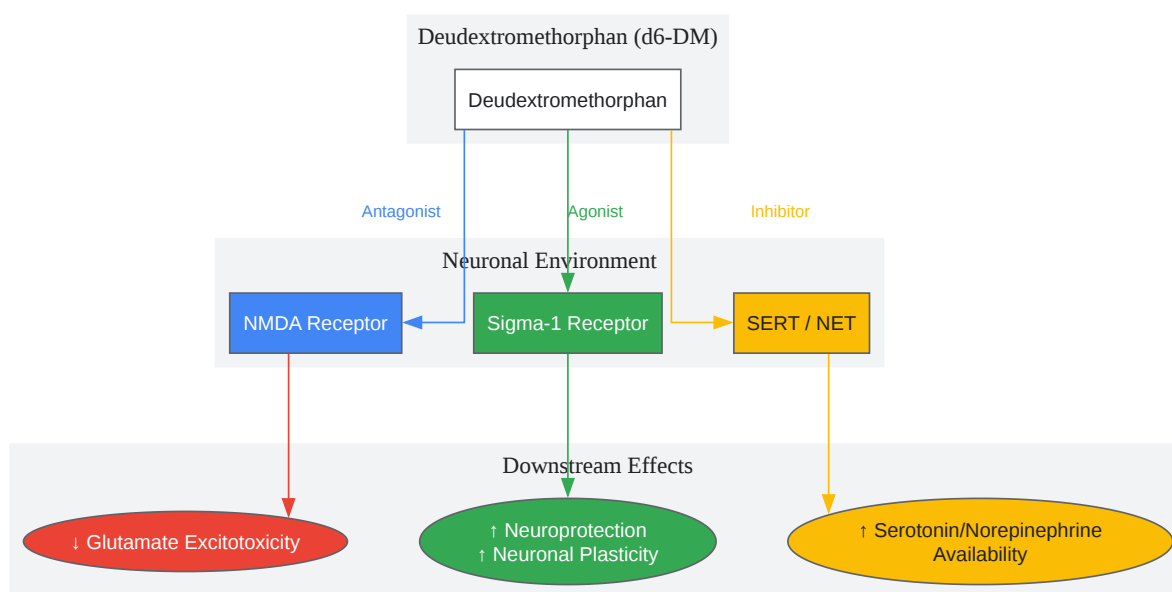 Deudextromethorphan (d6-DM)
Deudextromethorphan
Antagonist
Agonist
Inhibitor
Neuronal Environment
NMDA Receptor
Sigma-1 Receptor
SERT / NET
Downstream Effects
↓ Glutamate Excitotoxicity
↑ Neuroprotection
↑ Neuronal Plasticity
↑ Serotonin/Norepinephrine
Availability